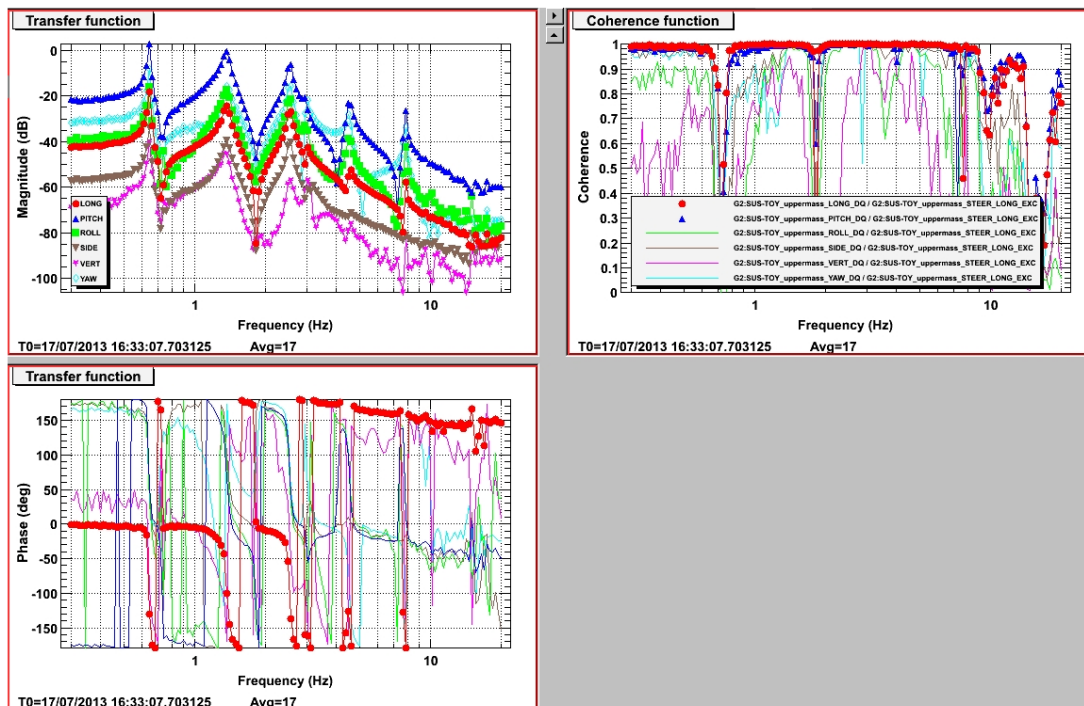 Transfer function
0
-20
-40
-60
-80
-100
Magnitude (dB)
LONG
PITCH
ROLL
SIDE
VERT
YAW
1
10
Frequency (Hz)
T0=17/07/2013 16:33:07.703125 Avg=17
Coherence function
1
0.9
0.8
0.7
0.6
0.5
0.4
0.3
0.2
0.1
0
Coherence
G2:SUS-TOY_uppermass_LONG_DQ / G2:SUS-TOY_uppermass_STEER_LONG_EXC
G2:SUS-TOY_uppermass_PITCH_DQ / G2:SUS-TOY_uppermass_STEER_LONG_EXC
G2:SUS-TOY_uppermass_ROLL_DQ / G2:SUS-TOY_uppermass_STEER_LONG_EXC
G2:SUS-TOY_uppermass_SIDE_DQ / G2:SUS-TOY_uppermass_STEER_LONG_EXC
G2:SUS-TOY_uppermass_VERT_DQ / G2:SUS-TOY_uppermass_STEER_LONG_EXC
G2:SUS-TOY_uppermass_YAW_DQ / G2:SUS-TOY_uppermass_STEER_LONG_EXC
1
10
Frequency (Hz)
T0=17/07/2013 16:33:07.703125 Avg=17
Transfer function
150
100
50
0
-50
-100
-150
Phase (deg)
1
10
Frequency (Hz)
T0=17/07/2013 16:33:07.703125 Avg=17